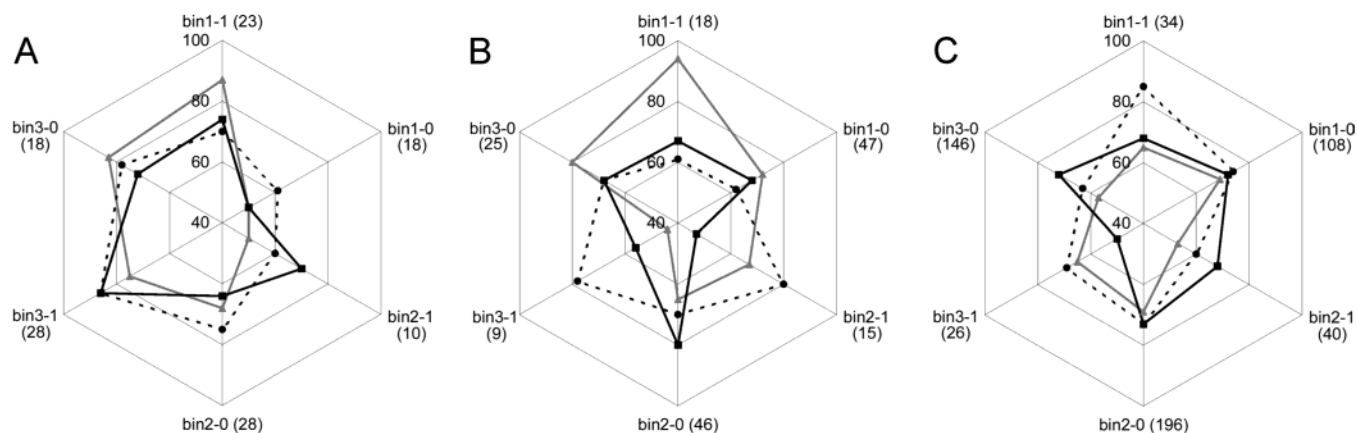 A
bin1-1 (23)
100
80
60
40
bin1-0
(18)
bin2-1
(10)
bin2-0 (28)
bin3-1
(28)
bin3-0
(18)
B
bin1-1 (18)
100
80
60
40
bin1-0
(47)
bin2-1
(15)
bin2-0 (46)
bin3-1
(9)
bin3-0
(25)
C
bin1-1 (34)
100
80
60
40
bin1-0
(108)
bin2-1
(40)
bin2-0 (196)
bin3-1
(26)
bin3-0
(146)